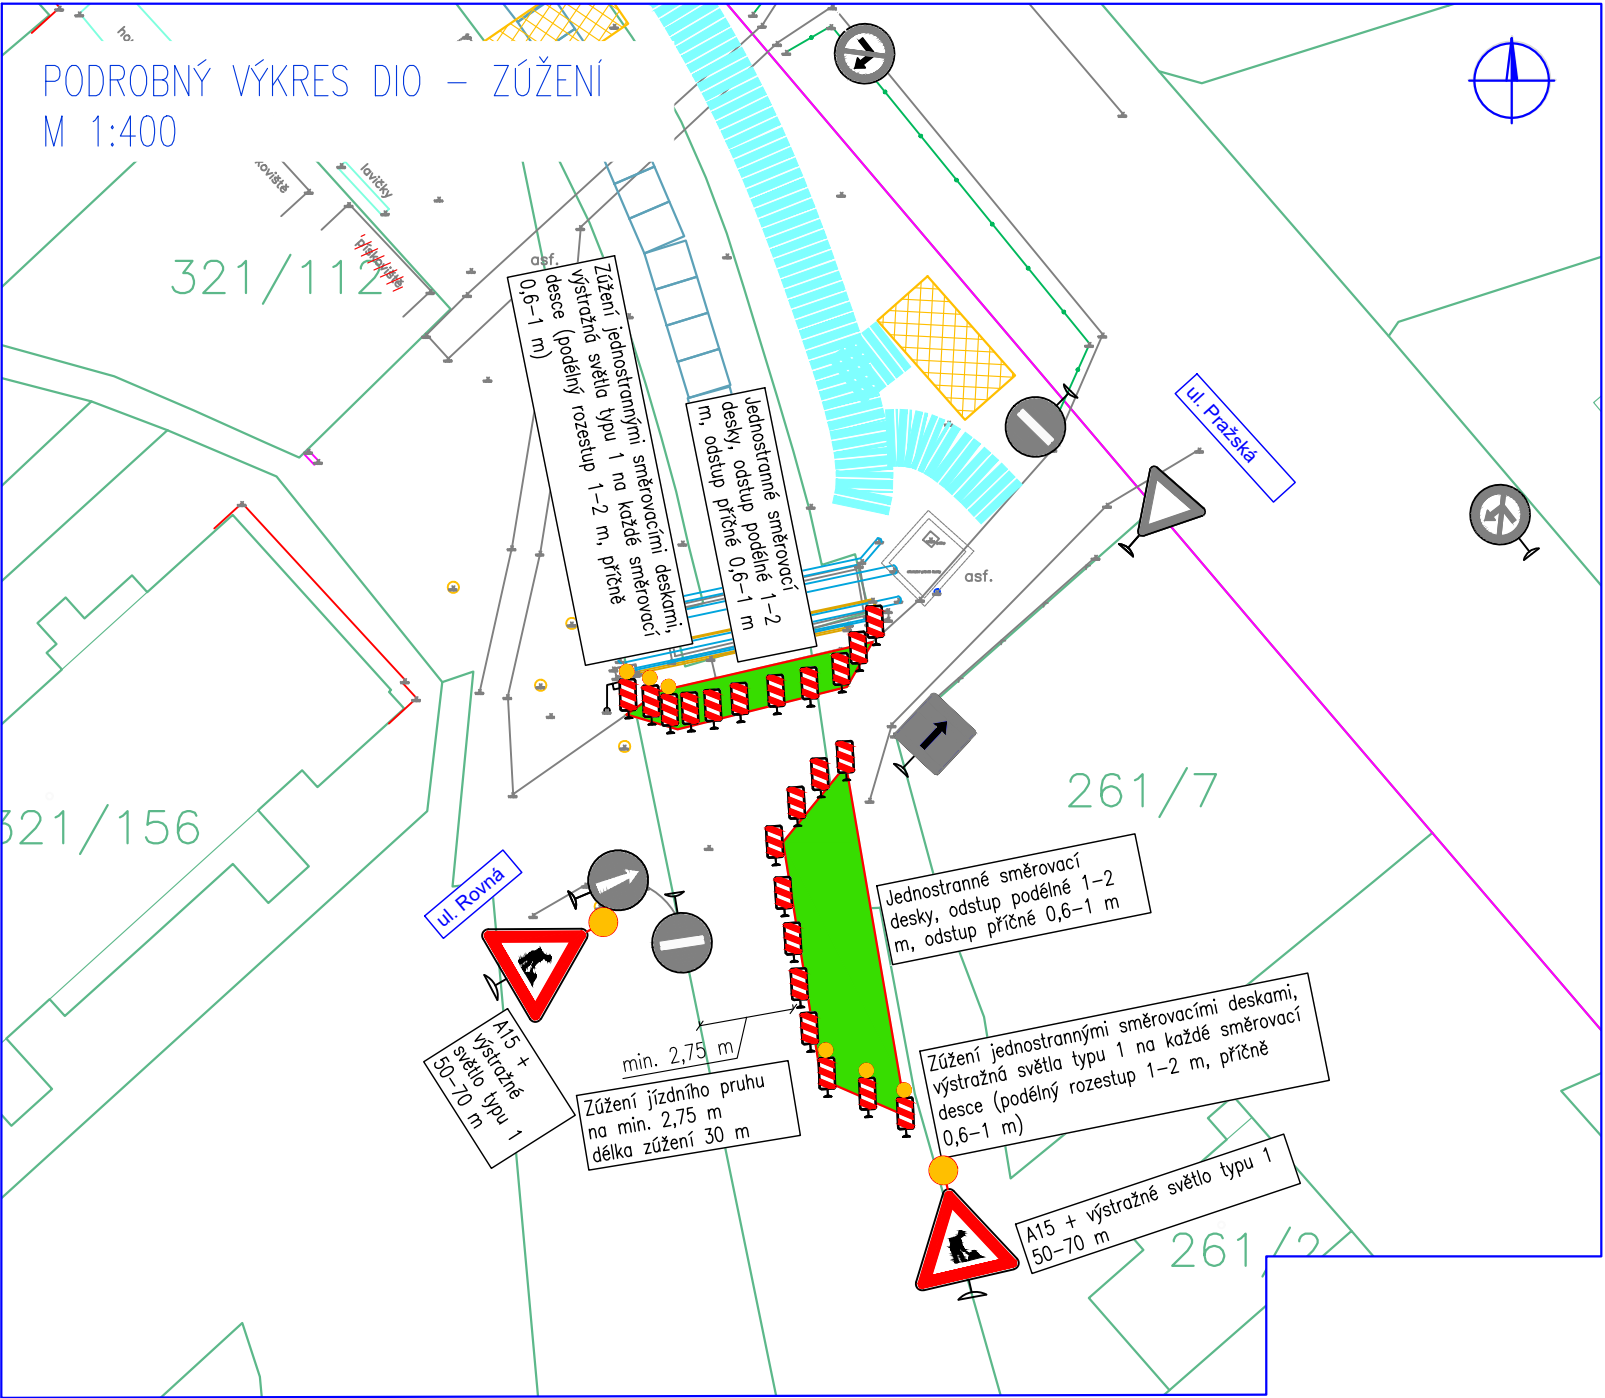 PODROBNÝ VÝKRES DIO – ZÚŽENÍ
M 1:400
lavičky
pískoviště
321/112
asf.
Zúžení jednostrannými směrovacími deskami,
výstražná světla typu 1 na každé směrovací
desce (podélný rozestup 1–2 m, příčně
0,6–1 m)
Jednostranné směrovací
desky, odstup podélné 1–2
m, odstup příčné 0,6–1 m
ul. Pražská
asf.
321/156
261/7
ul. Rovná
Jednostranné směrovací
desky, odstup podélné 1–2
m, odstup příčné 0,6–1 m
A15 +
výstražné
světlo typu 1
50–70 m
min. 2,75 m
Zúžení jízdního pruhu
na min. 2,75 m
délka zúžení 30 m
Zúžení jednostrannými směrovacími deskami,
výstražná světla typu 1 na každé směrovací
desce (podélný rozestup 1–2 m, příčně
0,6–1 m)
A15 + výstražné světlo typu 1
50–70 m
261/2